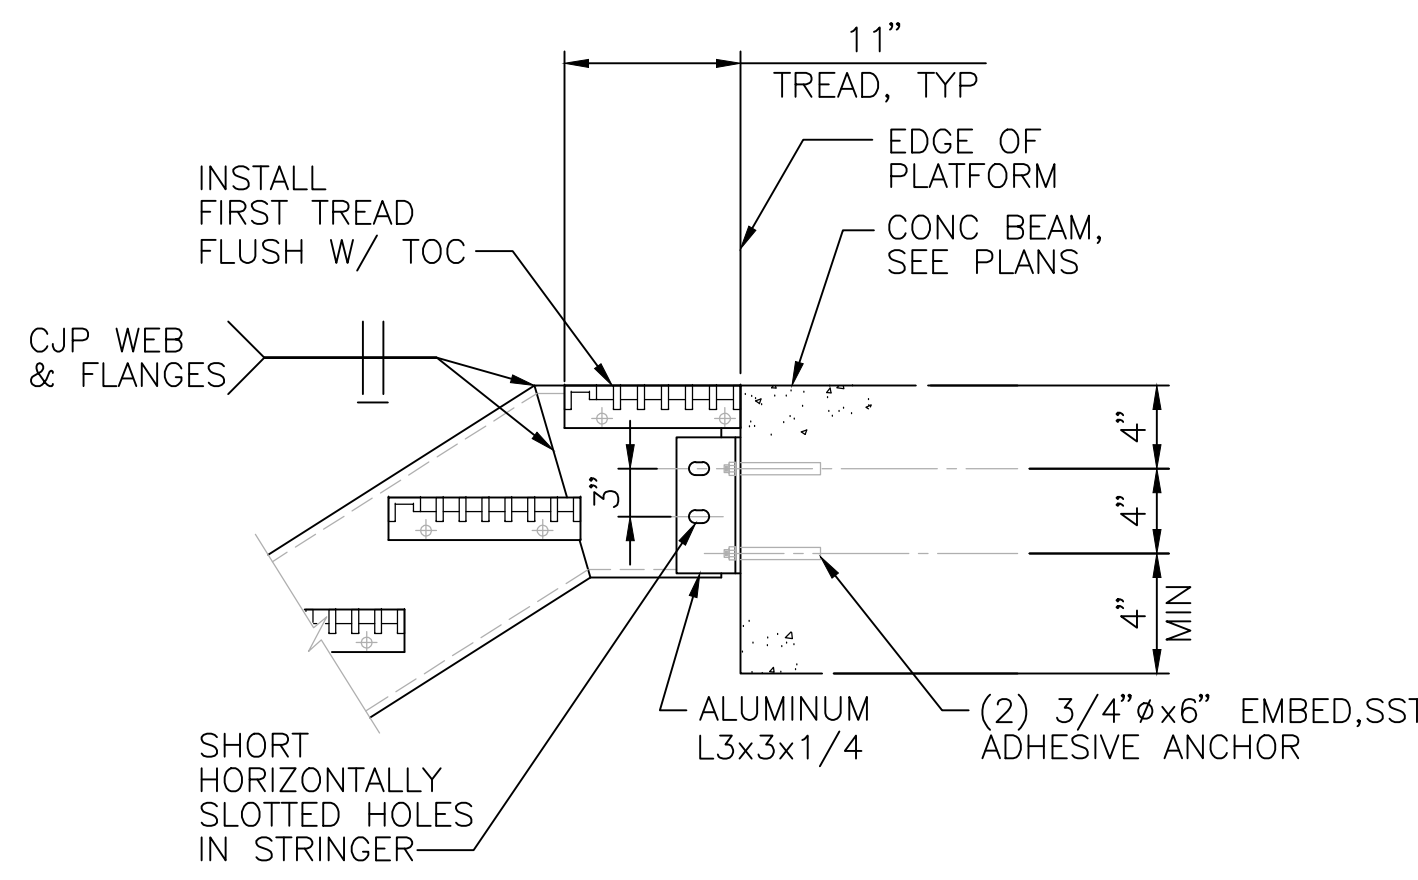 11"
TREAD, TYP
EDGE OF
PLATFORM
CONC BEAM,
SEE PLANS
INSTALL
FIRST TREAD
FLUSH W/ TOC
CJP WEB
& FLANGES
3"
4"
4"
4"
MIN
ALUMINUM
L3x3x1/4
(2) 3/4"øx6" EMBED,SST
ADHESIVE ANCHOR
SHORT
HORIZONTALLY
SLOTTED HOLES
IN STRINGER